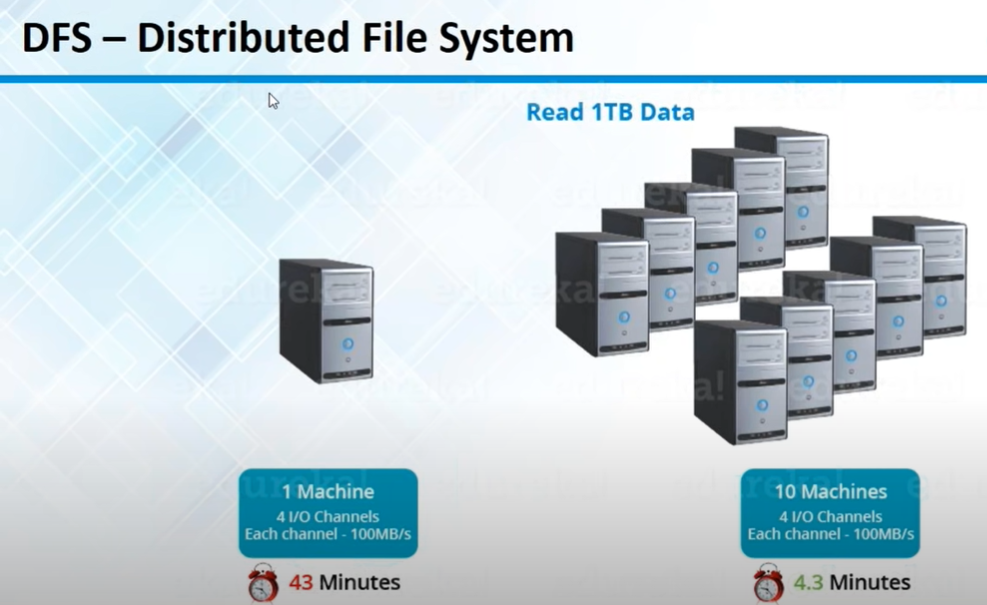 DFS – Distributed File System
Read 1TB Data
1 Machine
4 I/O Channels
Each channel - 100MB/s
43 Minutes
10 Machines
4 I/O Channels
Each channel - 100MB/s
4.3 Minutes